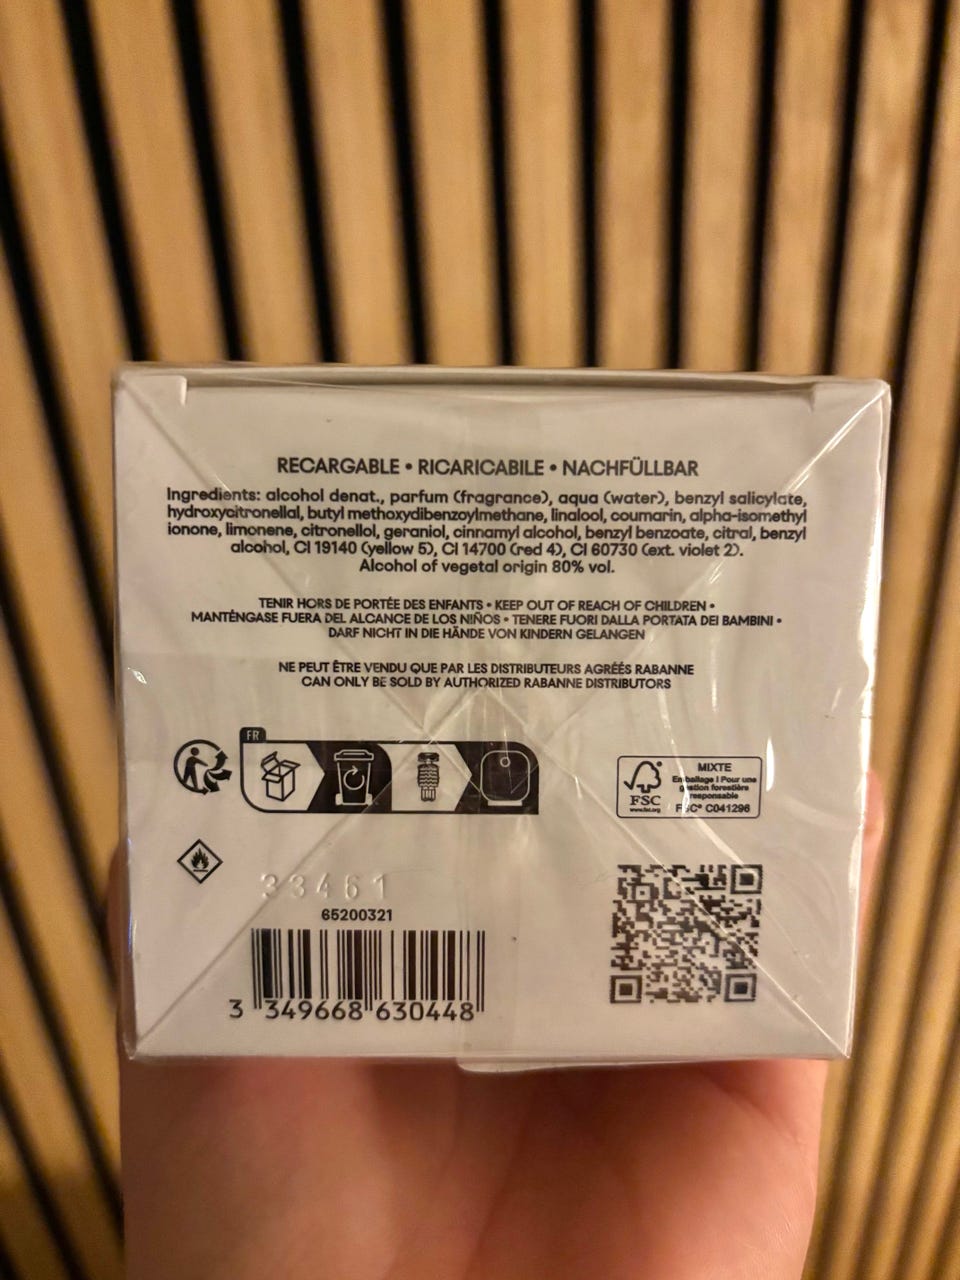 RECARGABLE • RICARICABILE • NACHFÜLLBAR
Ingredients: alcohol denat., parfum (fragrance), aqua (water), benzyl salicylate,
hydroxycitronellal, butyl methoxydibenzoylmethane, linalool, coumarin, alpha-isomethyl
ionone, limonene, citronellol, geraniol, cinnamyl alcohol, benzyl benzoate, citral, benzyl
alcohol, CI 19140 (yellow 5), CI 14700 (red 4), CI 60730 (ext. violet 2).
Alcohol of vegetal origin 80% vol.
TENIR HORS DE PORTÉE DES ENFANTS • KEEP OUT OF REACH OF CHILDREN •
MANTÉNGASE FUERA DEL ALCANCE DE LOS NIÑOS • TENERE FUORI DALLA PORTATA DEI BAMBINI •
DARF NICHT IN DIE HÄNDE VON KINDERN GELANGEN
NE PEUT ÊTRE VENDU QUE PAR LES DISTRIBUTEURS AGRÉÉS RABANNE
CAN ONLY BE SOLD BY AUTHORIZED RABANNE DISTRIBUTORS
FR
FSC
www.fsc.org
MIXTE
Emballage | Pour une
gestion forestière
responsable
FSC® C041296
33461
65200321
3 349668 630448